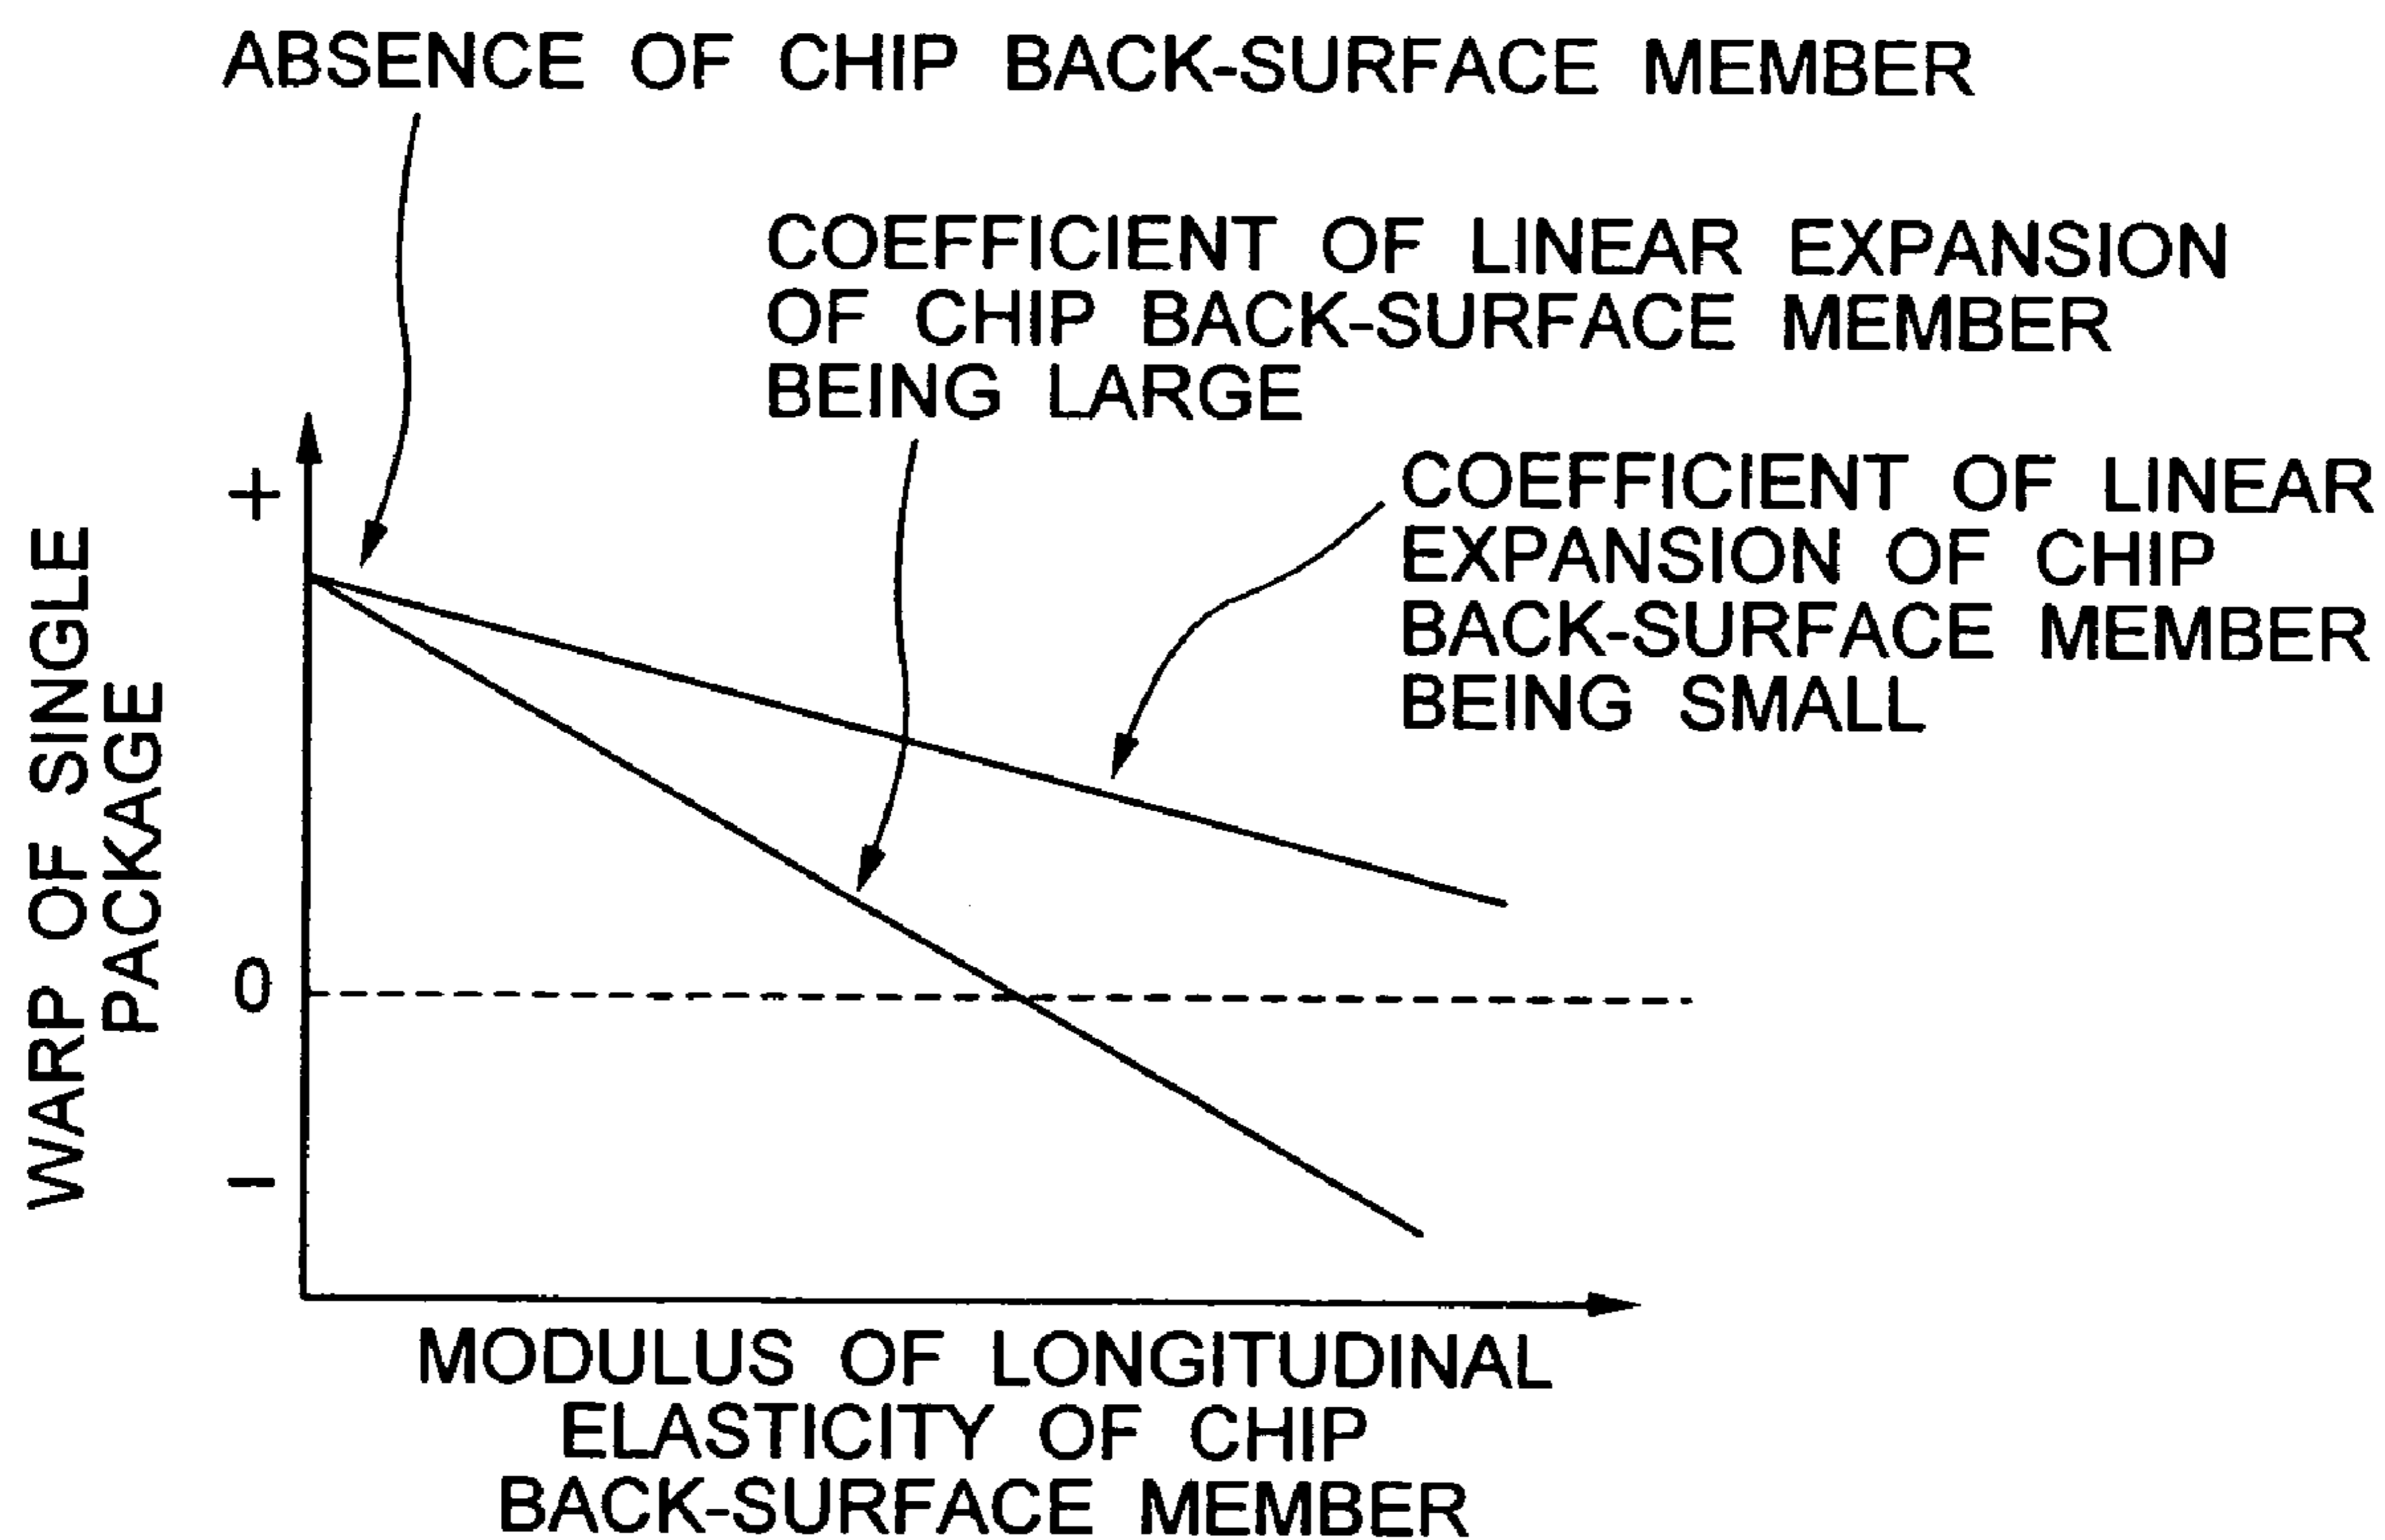 ABSENCE OF CHIP BACK-SURFACE MEMBER
COEFFICIENT OF LINEAR EXPANSION
OF CHIP BACK-SURFACE MEMBER
BEING LARGE
COEFFICIENT OF LINEAR
EXPANSION OF CHIP
BACK-SURFACE MEMBER
BEING SMALL
WARP OF SINGLE
PACKAGE
+
0
−
MODULUS OF LONGITUDINAL
ELASTICITY OF CHIP
BACK-SURFACE MEMBER